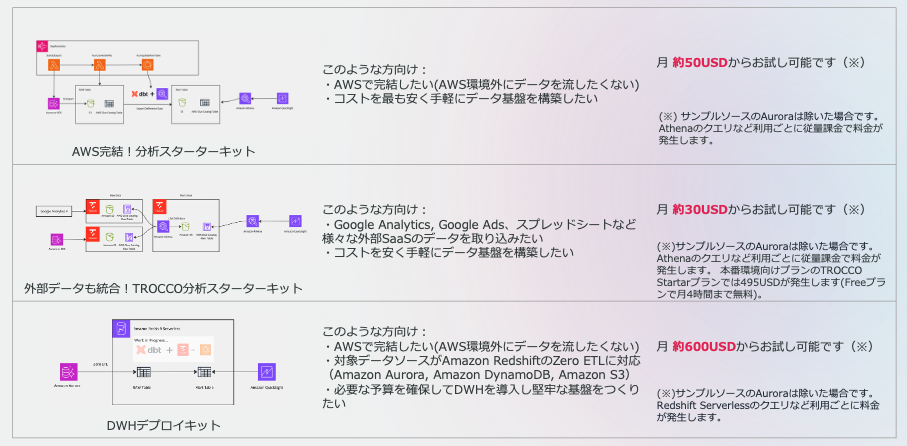 dbt +
AWS完結！分析スターターキット
このような方向け：
・AWSで完結したい(AWS環境外にデータを流したくない)
・コストを最も安く手軽にデータ基盤を構築したい
月 約50USDからお試し可能です（※）
(※) サンプルソースのAuroraは除いた場合です。
Athenaのクエリなど利用ごとに従量課金で料金が
発生します。
Google Analytics 4
外部データも統合！TROCCO分析スターターキット
このような方向け：
・Google Analytics, Google Ads、スプレッドシートなど
様々な外部SaaSのデータを取り込みたい
・コストを安く手軽にデータ基盤を構築したい
月 約30USDからお試し可能です（※）
(※)サンプルソースのAuroraは除いた場合です。
Athenaのクエリなど利用ごとに従量課金で料金が
発生します。 本番環境向けプランのTROCCO
Startarプランでは495USDが発生します(Freeプラ
ンで月4時間まで無料)。
Amazon Redshift Serverless
Work in Progress...
dbt +
Zero ETL
RAW Table
Mart Table
Amazon Aurora
Amazon QuickSight
DWHデプロイキット
このような方向け：
・AWSで完結したい(AWS環境外にデータを流したくない)
・対象データソースがAmazon RedshiftのZero ETLに対応
（Amazon Aurora, Amazon DynamoDB, Amazon S3）
・必要な予算を確保してDWHを導入し堅牢な基盤をつくり
たい
月 約600USDからお試し可能です（※）
(※)サンプルソースのAuroraは除いた場合です。
Redshift Serverlessのクエリなど利用ごとに料金
が発生します。